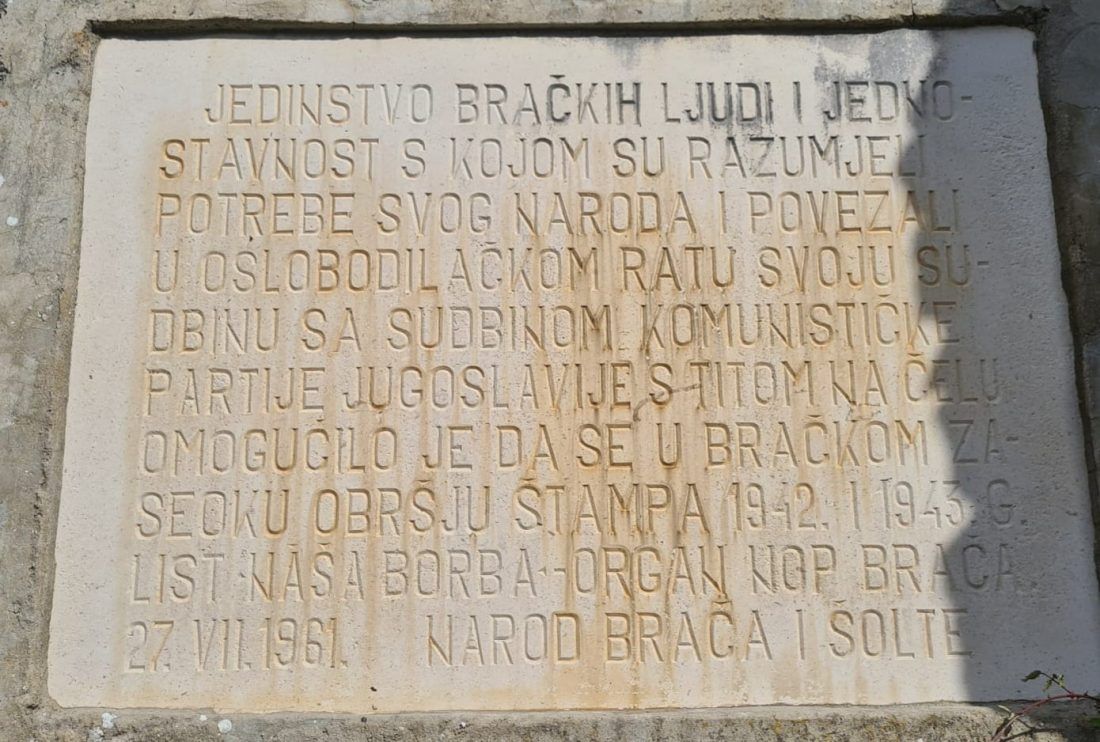 JEDINSTVO BRAČKIH LJUDI I JEDNO-
STAVNOST S KOJOM SU RAZUMJELI
POTREBE SVOG NARODA I POVEZALI
U OSLOBODILAČKOM RATU SVOJU SU-
DBINU SA SUDBINOM KOMUNISTIČKE
PARTIJE JUGOSLAVIJE S TITOM NA ČELU
OMOGUĆILO JE DA SE U BRAČKOM ZA-
SEOKU OBRŠJU ŠTAMPA 1942. I 1943. G.
LIST NAŠA BORBA - ORGAN NOP BRAČA.
27. VII. 1961. NAROD BRAČA I ŠOLTE